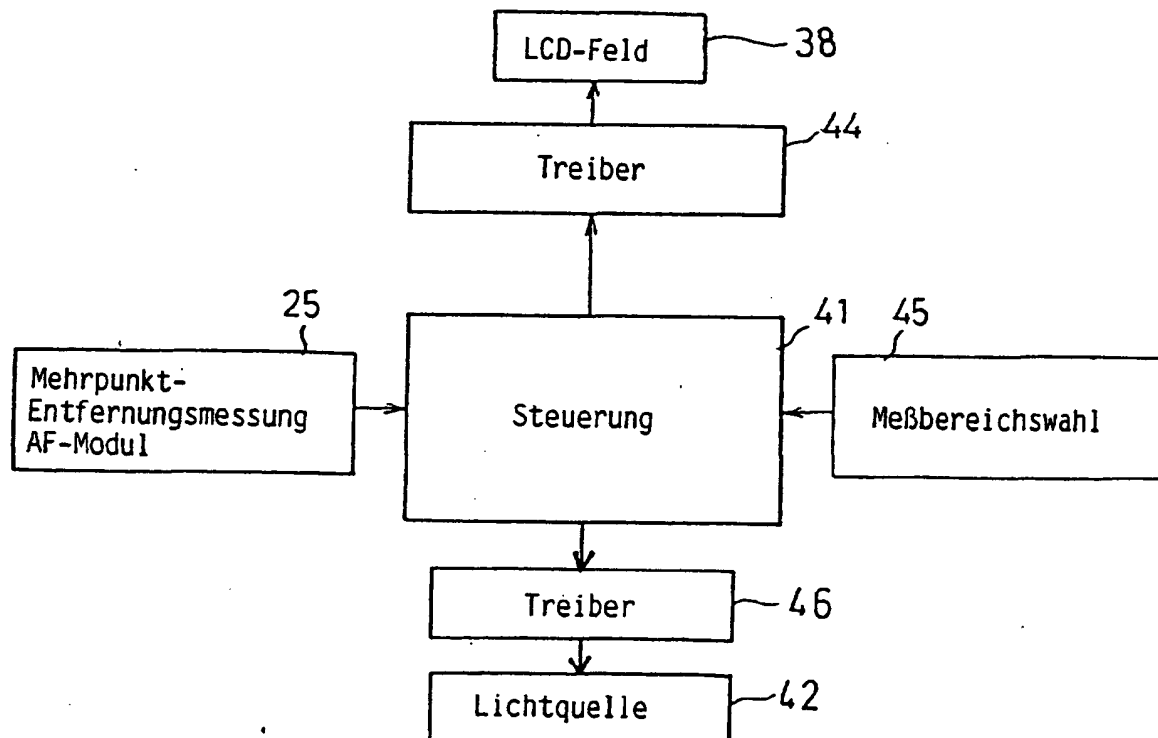 LCD-Feld
38
44
Treiber
25
41
45
Mehrpunkt-
Entfernungsmessung
AF-Modul
Steuerung
Meßbereichswahl
Treiber
46
Lichtquelle
42